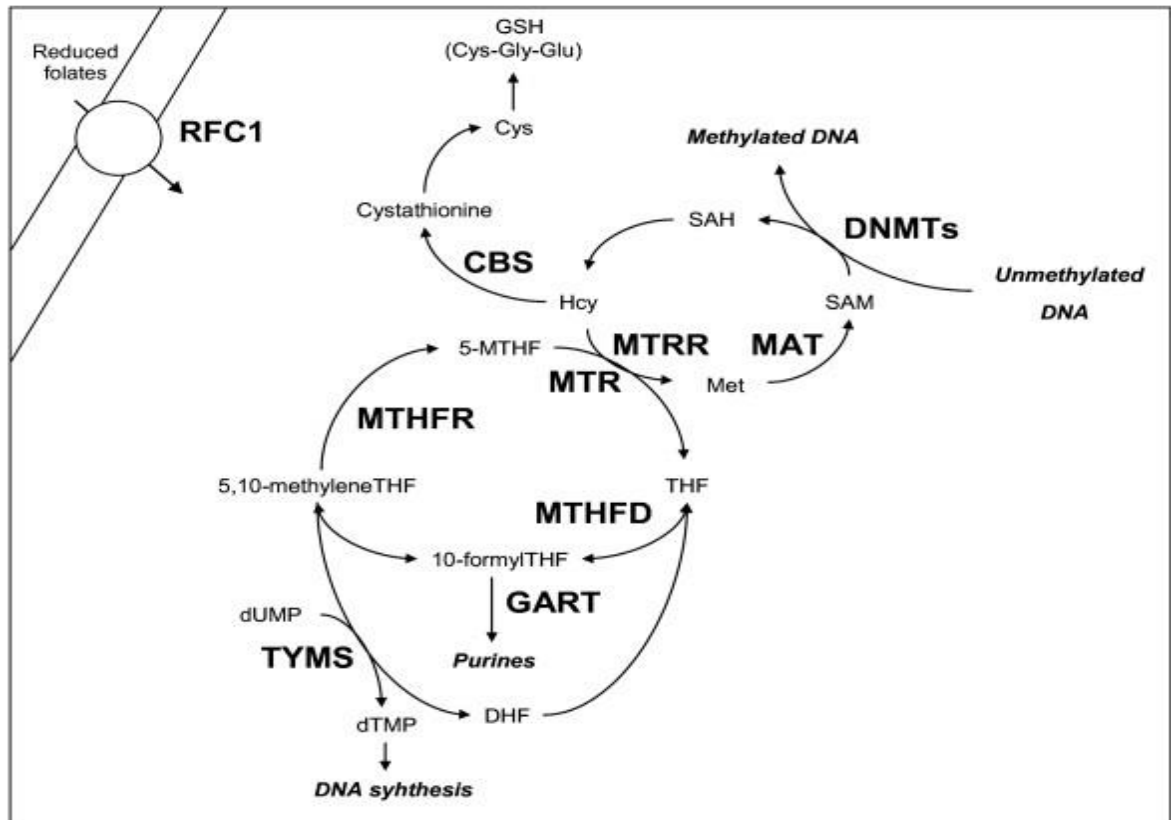 GSH
(Cys-Gly-Glu)
Reduced
folates
RFC1
Cys
Methylated DNA
Cystathionine
SAH
DNMTs
CBS
Unmethylated
DNA
Hcy
SAM
5-MTHF
MTRR
MAT
MTR
Met
MTHFR
5,10-methyleneTHF
THF
MTHFD
10-formylTHF
GART
dUMP
TYMS
Purines
DHF
dTMP
DNA syhthesis